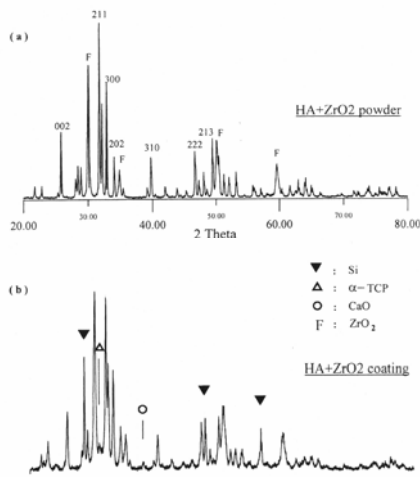 ( a )
211
F
300
002
202
F
310
222
213
F
F
HA+ZrO2 powder
20.00 30.00 40.00 50.00 60.00 70.00 80.00
2 Theta
▼ : Si
△ : α−TCP
○ : CaO
F : ZrO2
( b )
HA+ZrO2 coating